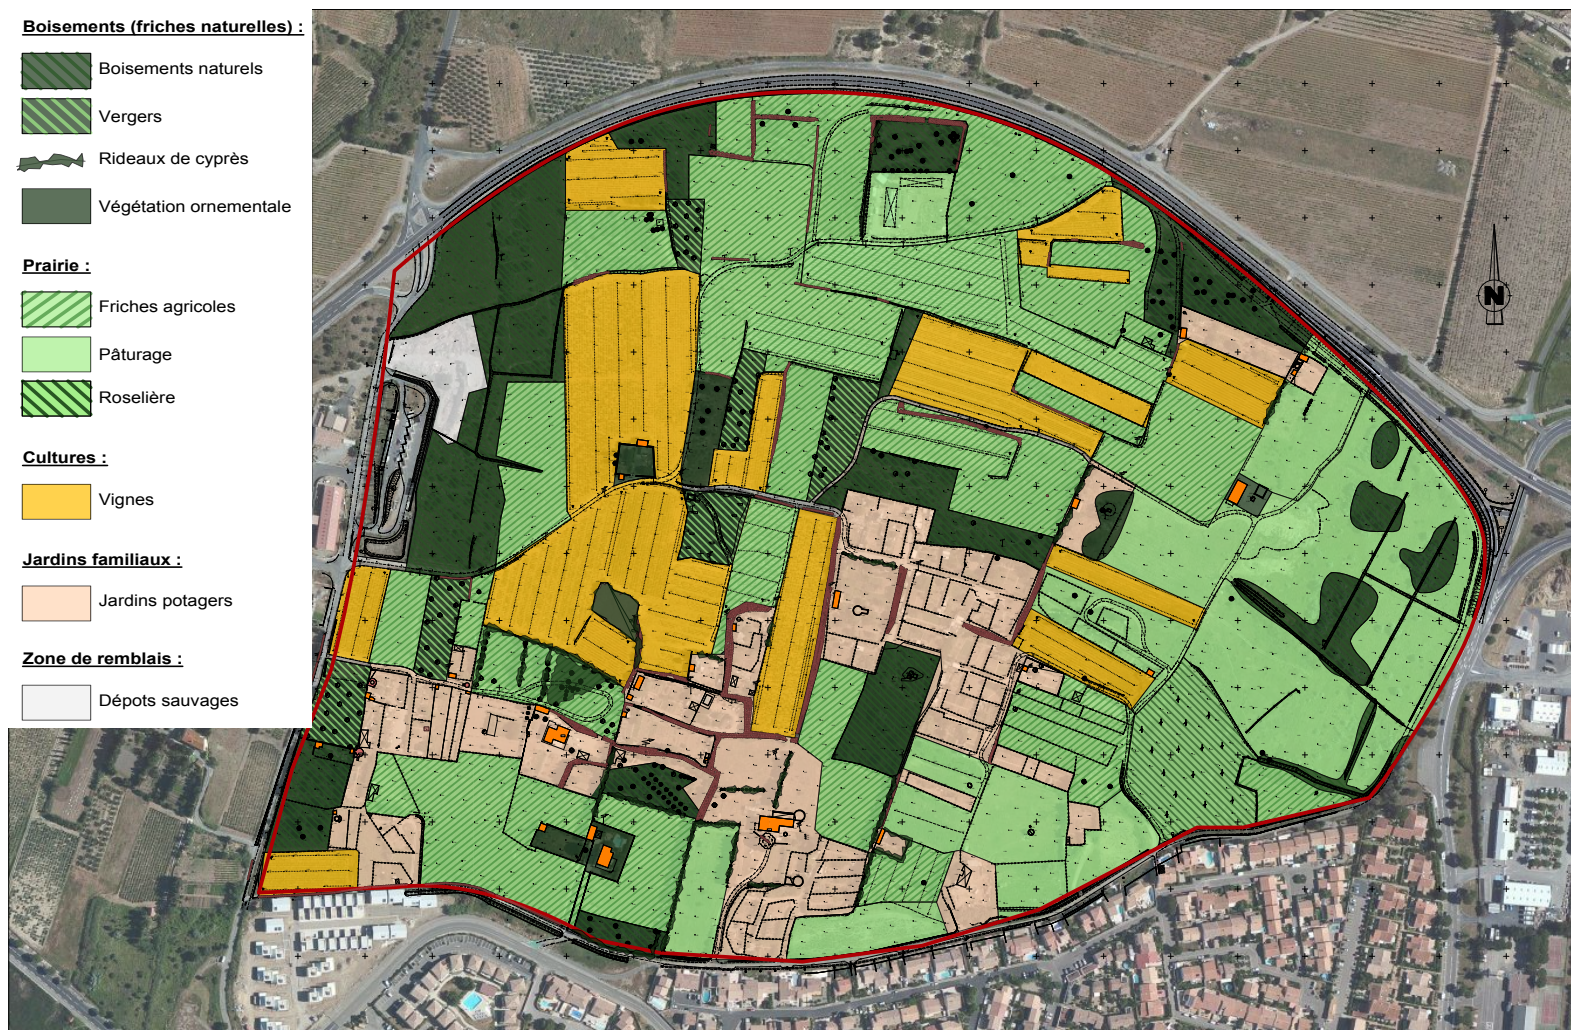 Boisements (friches naturelles) :
Boisements naturels
Vergers
Rideaux de cyprès
Végétation ornementale
Prairie :
Friches agricoles
Pâturage
Roselière
Cultures :
Vignes
Jardins familiaux :
Jardins potagers
Zone de remblais :
Dépots sauvages
N